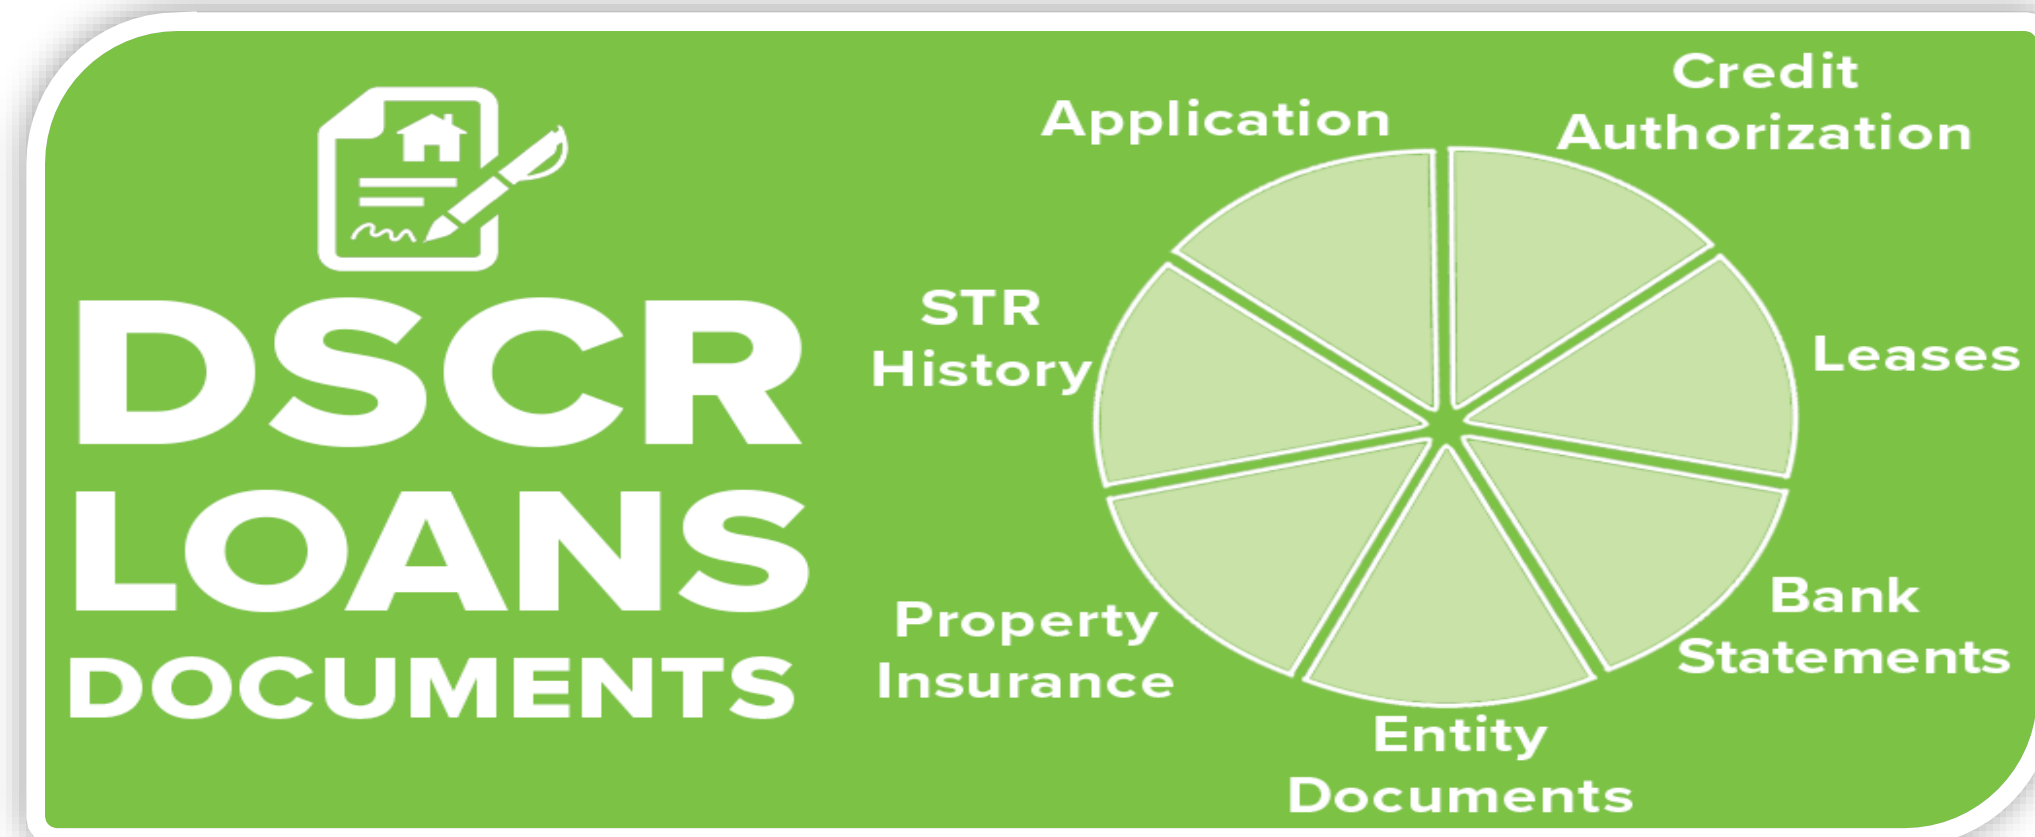 DSCR
LOANS
DOCUMENTS
Application
Credit
Authorization
Leases
Bank
Statements
Entity
Documents
Property
Insurance
STR
History